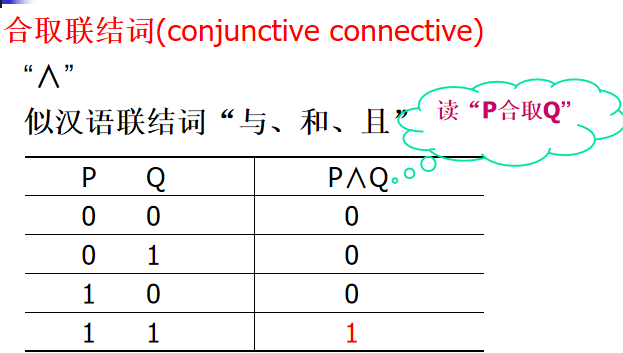 合取联结词(conjunctive connective)
“∧”
似汉语联结词“与、和、且”
读“P合取Q”
P Q P∧Q
0 0 0
0 1 0
1 0 0
1 1 1